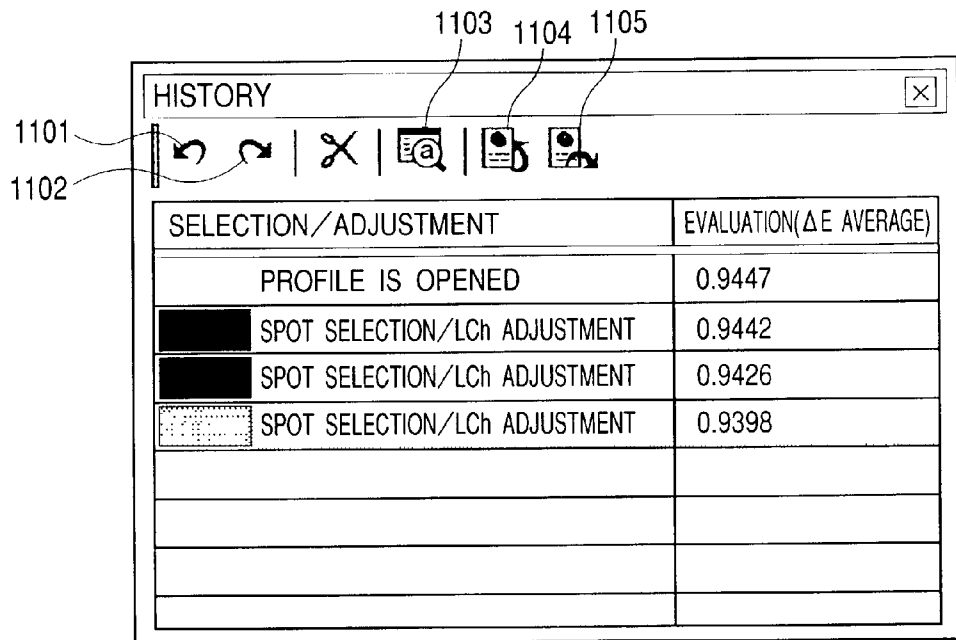 1103 1104 1105
HISTORY
1101
1102
a
SELECTION/ADJUSTMENT EVALUATION(ΔE AVERAGE)
PROFILE IS OPENED 0.9447
SPOT SELECTION/LCh ADJUSTMENT 0.9442
SPOT SELECTION/LCh ADJUSTMENT 0.9426
SPOT SELECTION/LCh ADJUSTMENT 0.9398